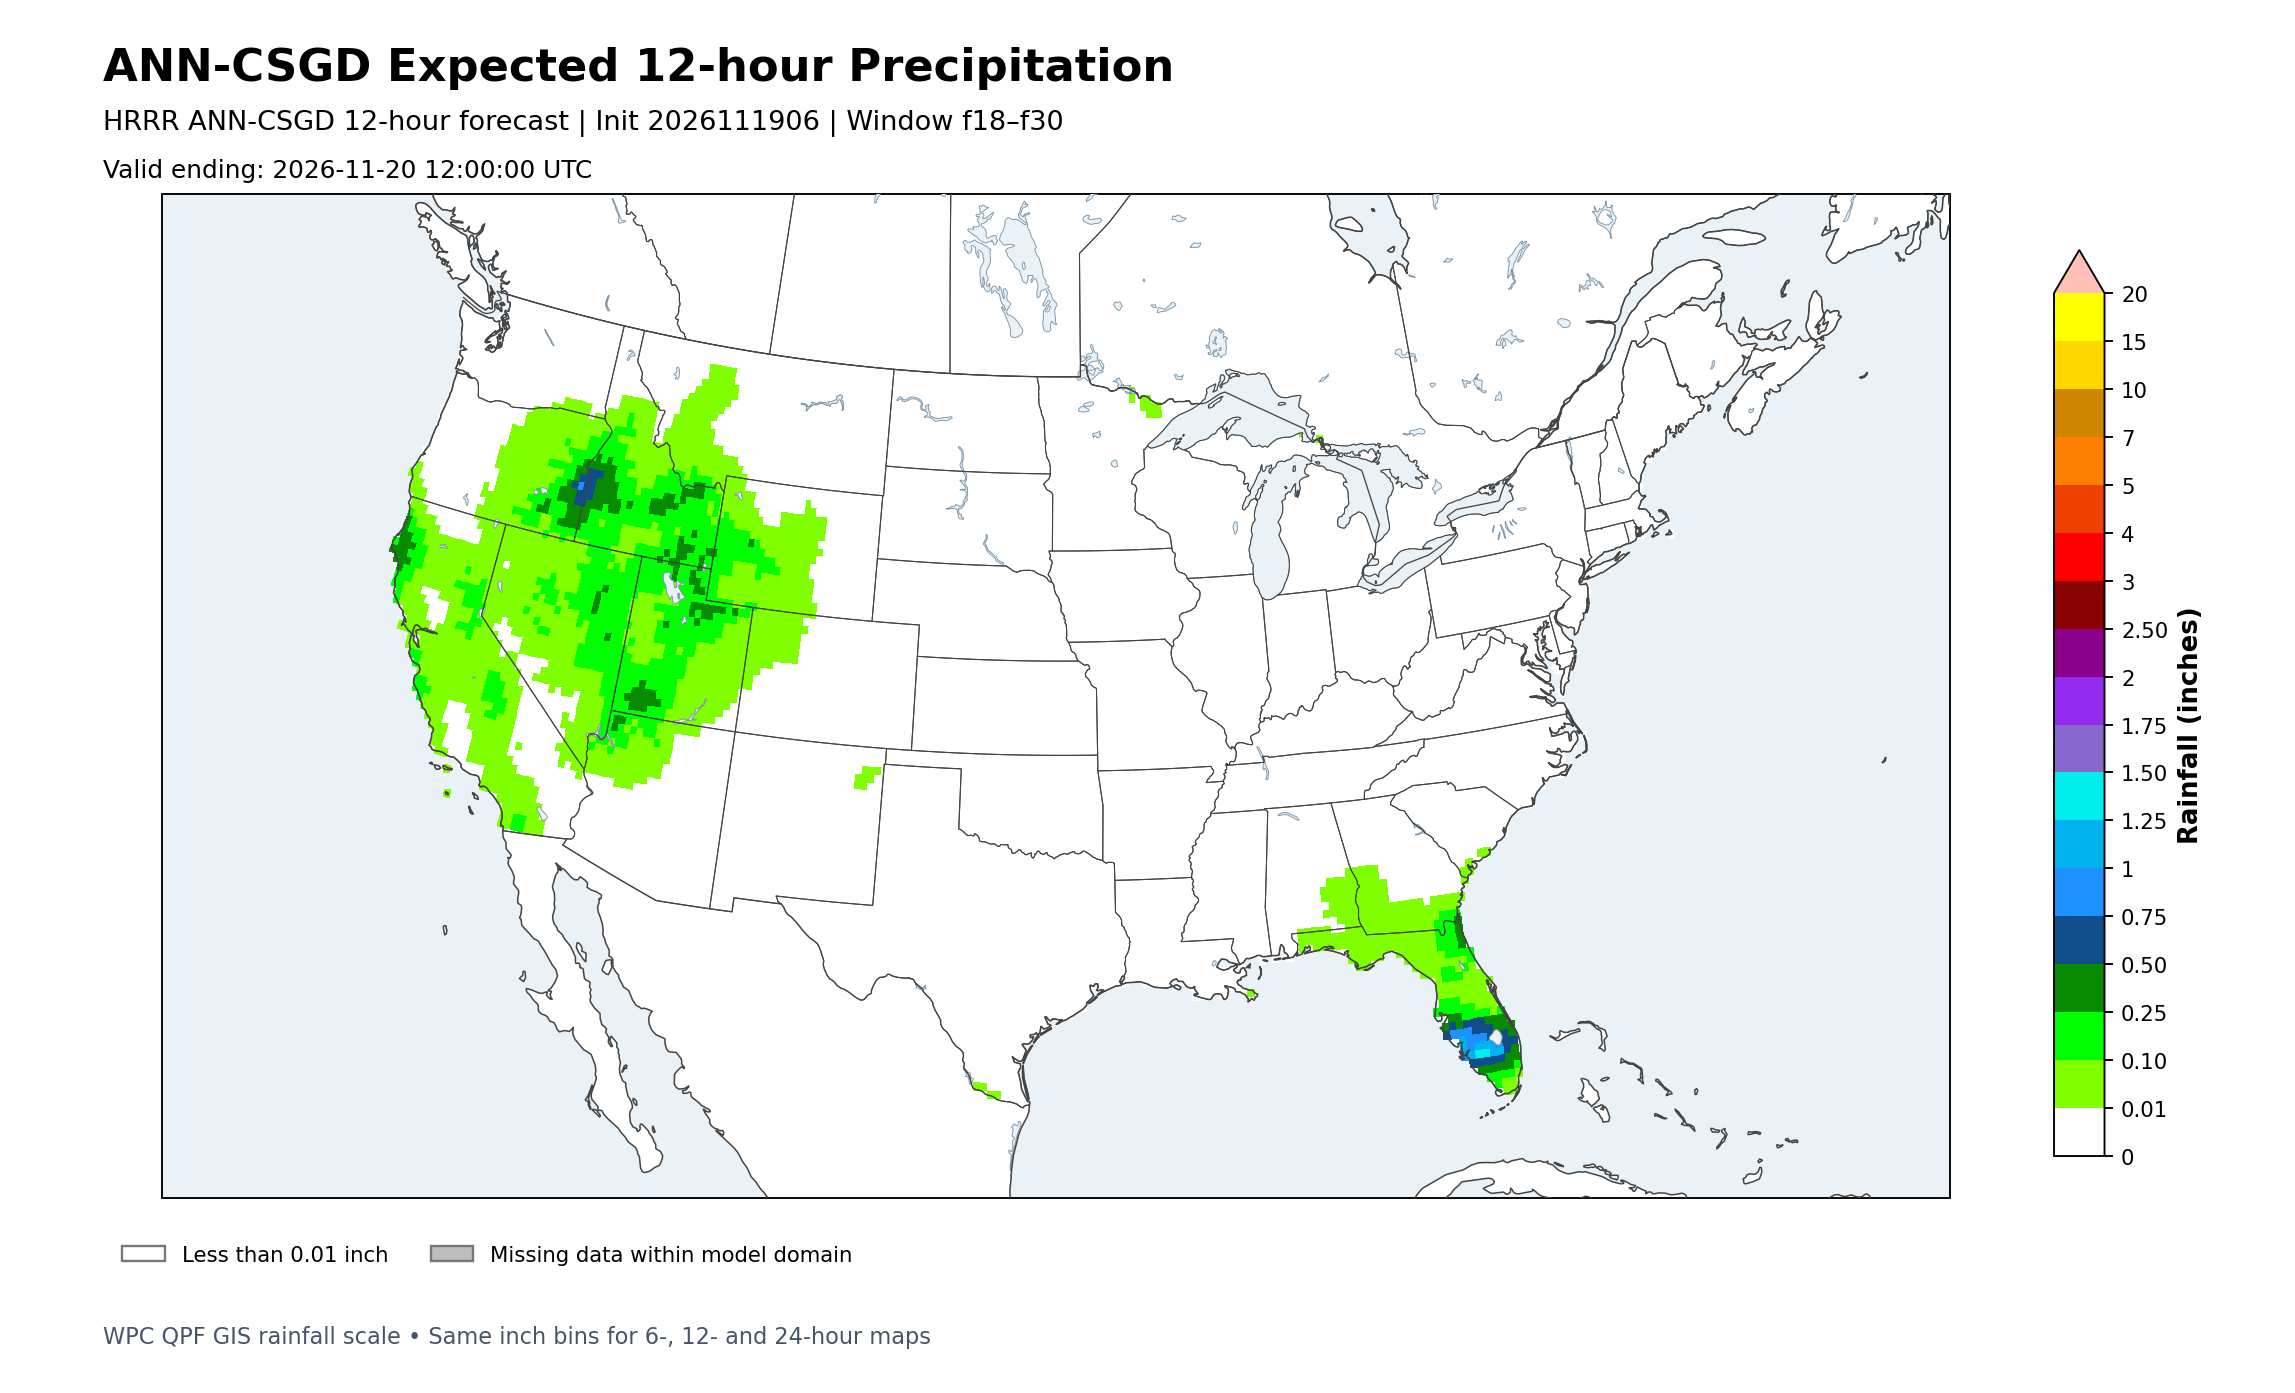 ANN-CSGD Expected 12-hour Precipitation
HRRR ANN-CSGD 12-hour forecast | Init 2026111906 | Window f18–f30
Valid ending: 2026-11-20 12:00:00 UTC
20
15
10
7
5
4
3
2.50
2
1.75
1.50
1.25
1
0.75
0.50
0.25
0.10
0.01
0
Rainfall (inches)
Less than 0.01 inch
Missing data within model domain
WPC QPF GIS rainfall scale • Same inch bins for 6-, 12- and 24-hour maps